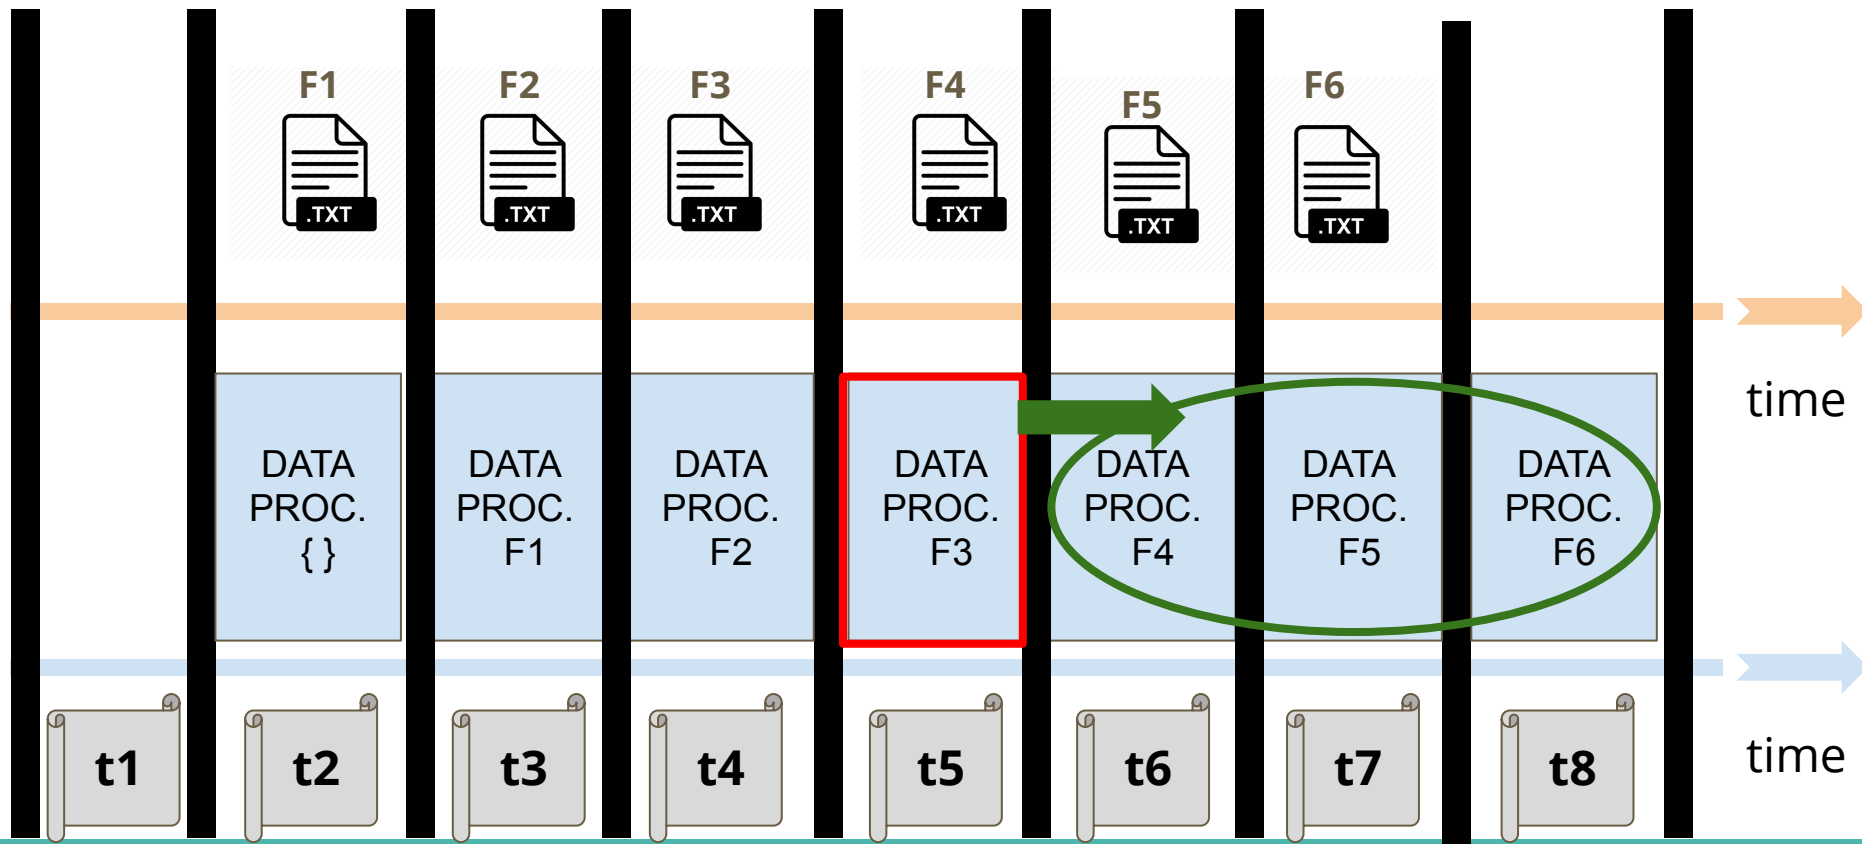 F1
F2
F3
F4
F5
F6
.TXT
.TXT
.TXT
.TXT
.TXT
.TXT
time
DATA
PROC.
{ }
DATA
PROC.
F1
DATA
PROC.
F2
DATA
PROC.
F3
DATA
PROC.
F4
DATA
PROC.
F5
DATA
PROC.
F6
t1
t2
t3
t4
t5
t6
t7
t8
time